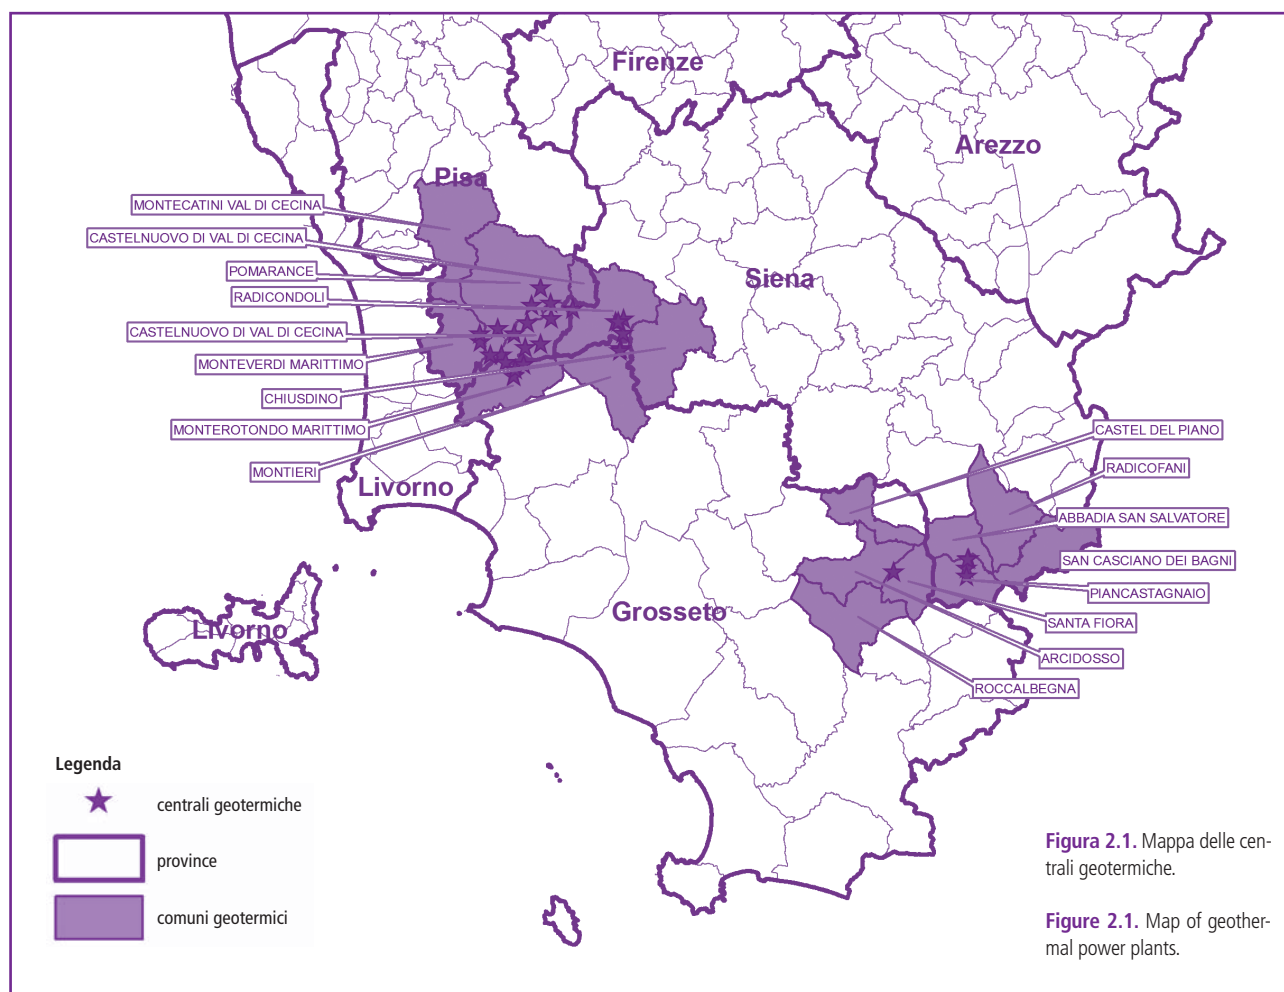 Firenze
Arezzo
Pisa
MONTECATINI VAL DI CECINA
CASTELNUOVO DI VAL DI CECINA
POMARANCE
Siena
RADICONDOLI
CASTELNUOVO DI VAL DI CECINA
MONTEVERDI MARITTIMO
CHIUSDINO
MONTEROTONDO MARITTIMO
MONTIERI
CASTEL DEL PIANO
RADICOFANI
Livorno
ABBADIA SAN SALVATORE
SAN CASCIANO DEI BAGNI
PIANCASTAGNAIO
Grosseto
SANTA FIORA
Livorno
ARCIDOSSO
ROCCALBEGNA
Legenda
centrali geotermiche
province
comuni geotermici
Figura 2.1. Mappa delle cen-
trali geotermiche.
Figure 2.1. Map of geother-
mal power plants.